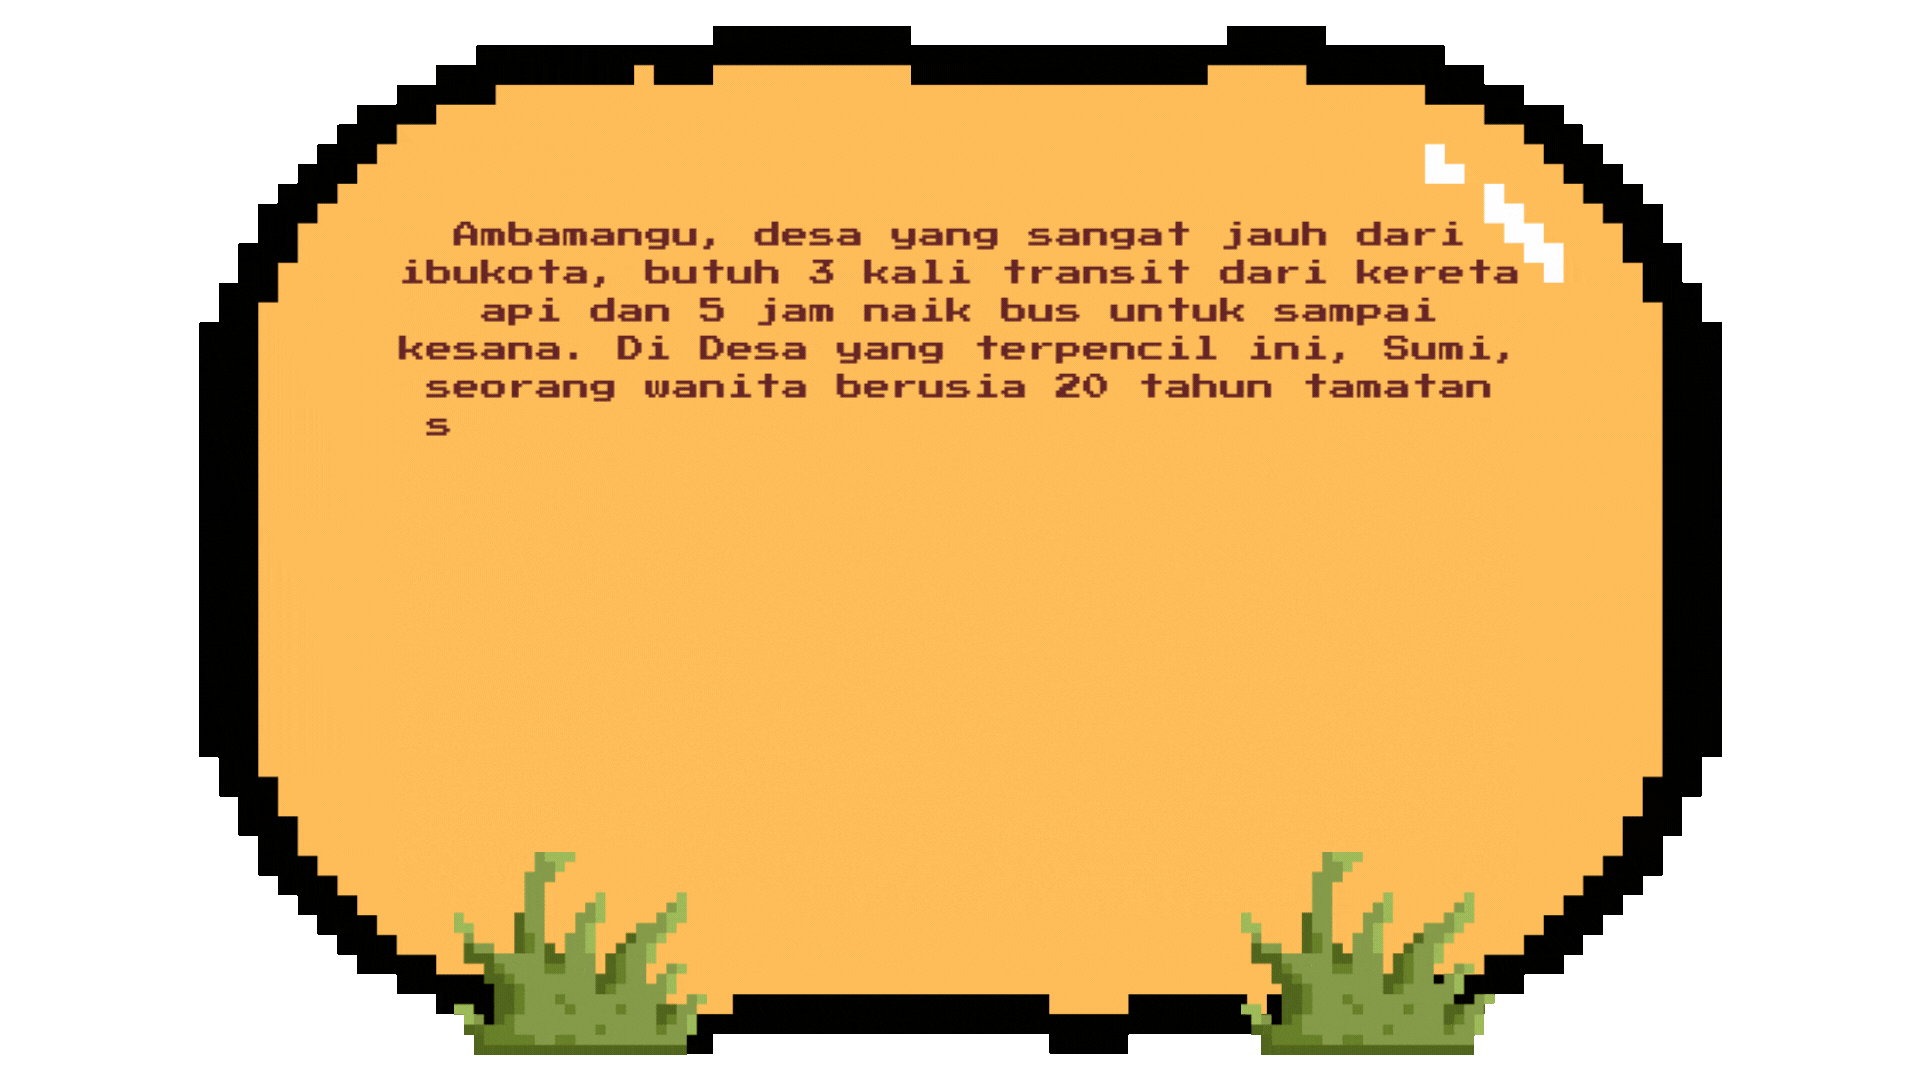 Ambamangu, desa yang sangat jauh dari
ibukota, butuh 3 kali transit dari kereta
api dan 5 jam naik bus untuk sampai
kesana. Di Desa yang terpencil ini, Sumi,
seorang wanita berusia 20 tahun tamatan
s